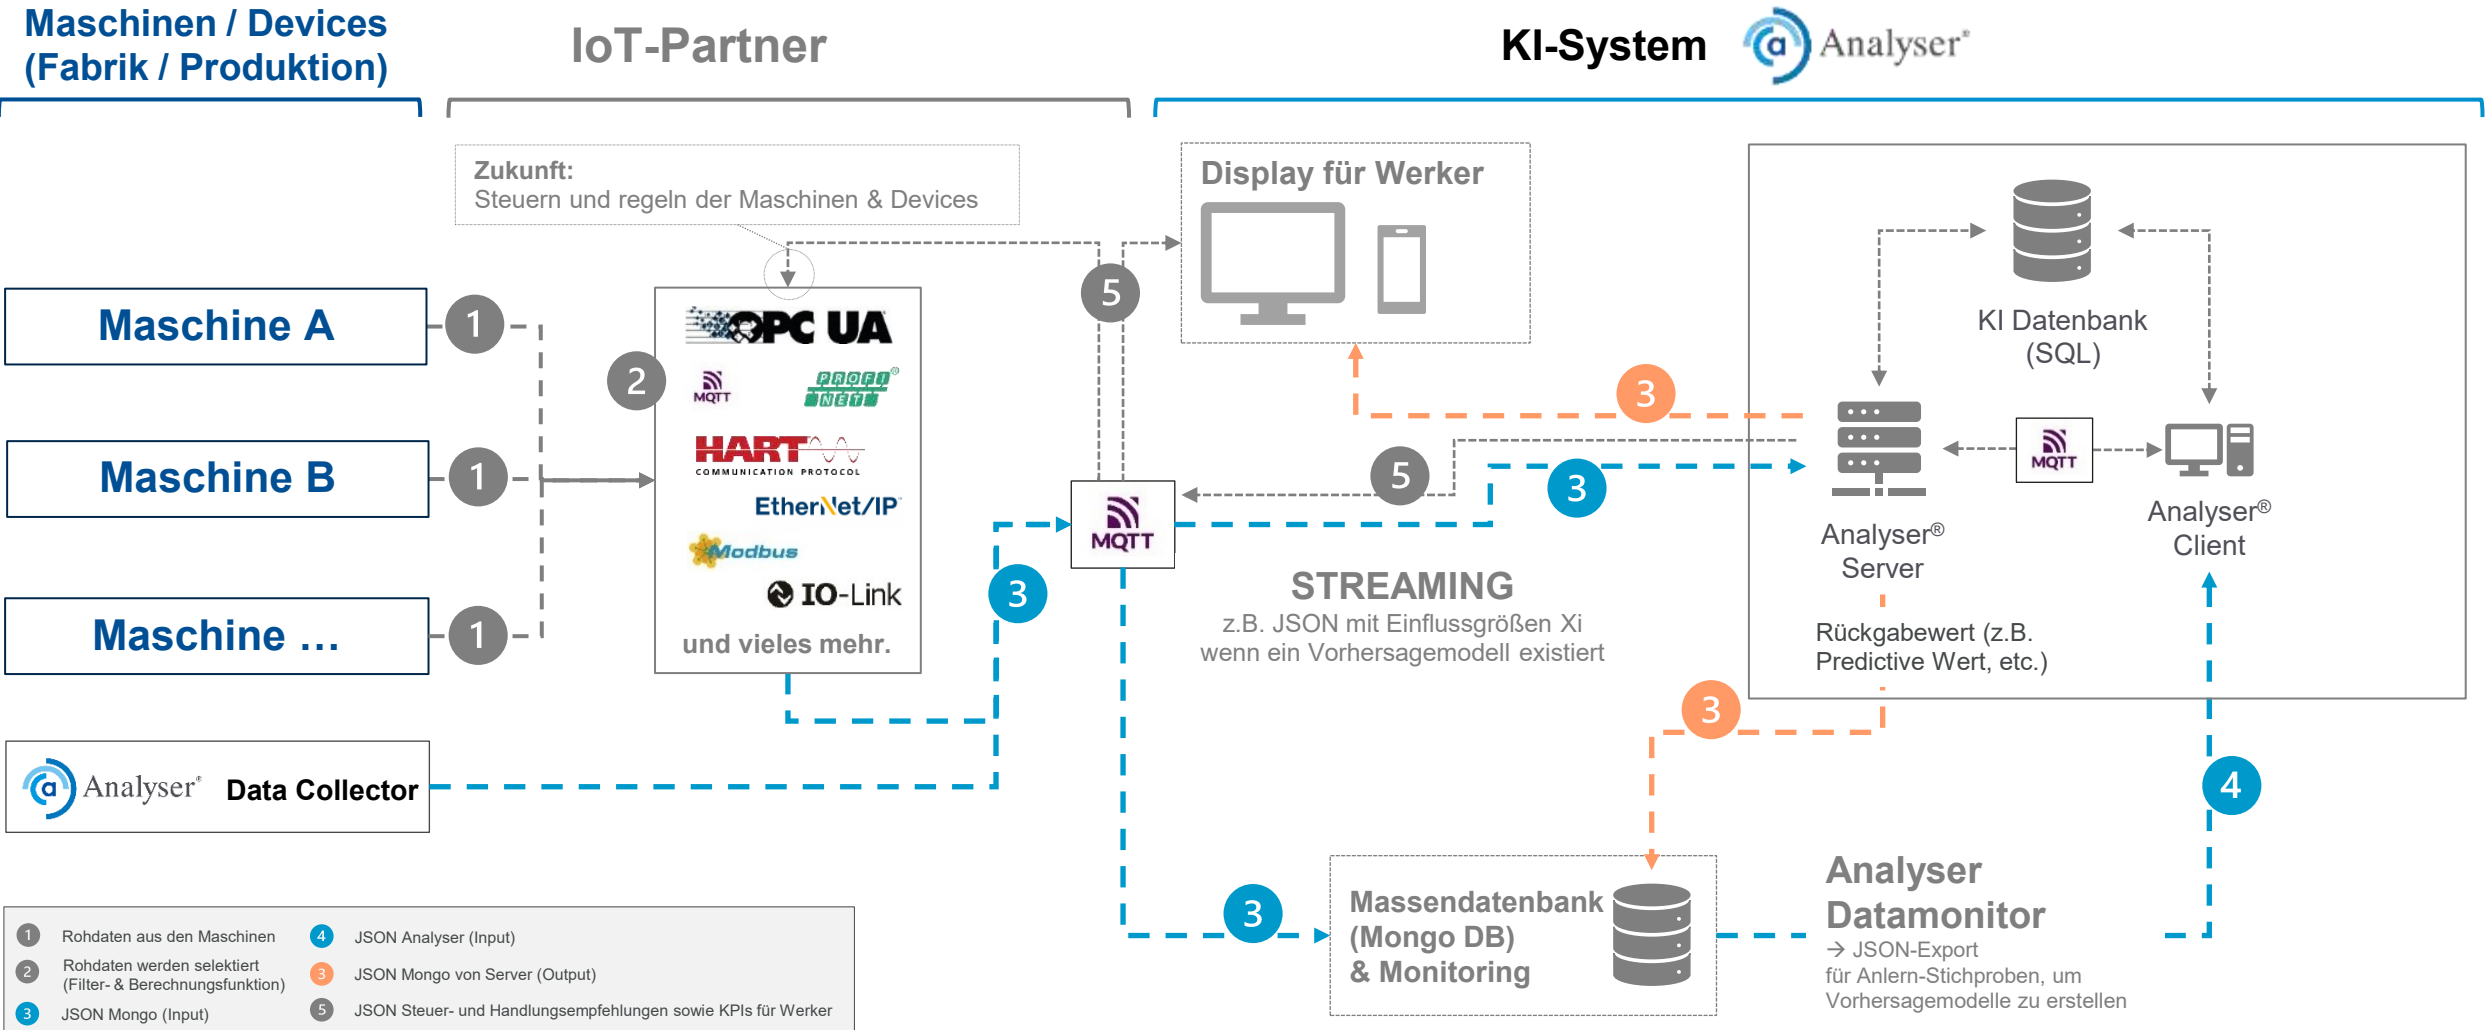 Maschinen / Devices
(Fabrik / Produktion)
IoT-Partner
KI-System
a Analyser®
Zukunft:
Steuern und regeln der Maschinen & Devices
Display für Werker
KI Datenbank
(SQL)
Maschine A
1
Maschine B
1
Maschine …
1
2
OPC UA
MQTT
PROFI
NET
HART
COMMUNICATION PROTOCOL
EtherNet/IP
Modbus
IO-Link
und vieles mehr.
5
3
5
3
3
MQTT
MQTT
Analyser®
Server
Analyser®
Client
STREAMING
z.B. JSON mit Einflussgrößen Xi
wenn ein Vorhersagemodell existiert
Rückgabewert (z.B.
Predictive Wert, etc.)
3
4
a Analyser® Data Collector
3
Massendatenbank
(Mongo DB)
& Monitoring
Analyser
Datamonitor
→ JSON-Export
für Anlern-Stichproben, um
Vorhersagemodelle zu erstellen
1 Rohdaten aus den Maschinen
2 Rohdaten werden selektiert
(Filter- & Berechnungsfunktion)
3 JSON Mongo (Input)
4 JSON Analyser (Input)
3 JSON Mongo von Server (Output)
5 JSON Steuer- und Handlungsempfehlungen sowie KPIs für Werker